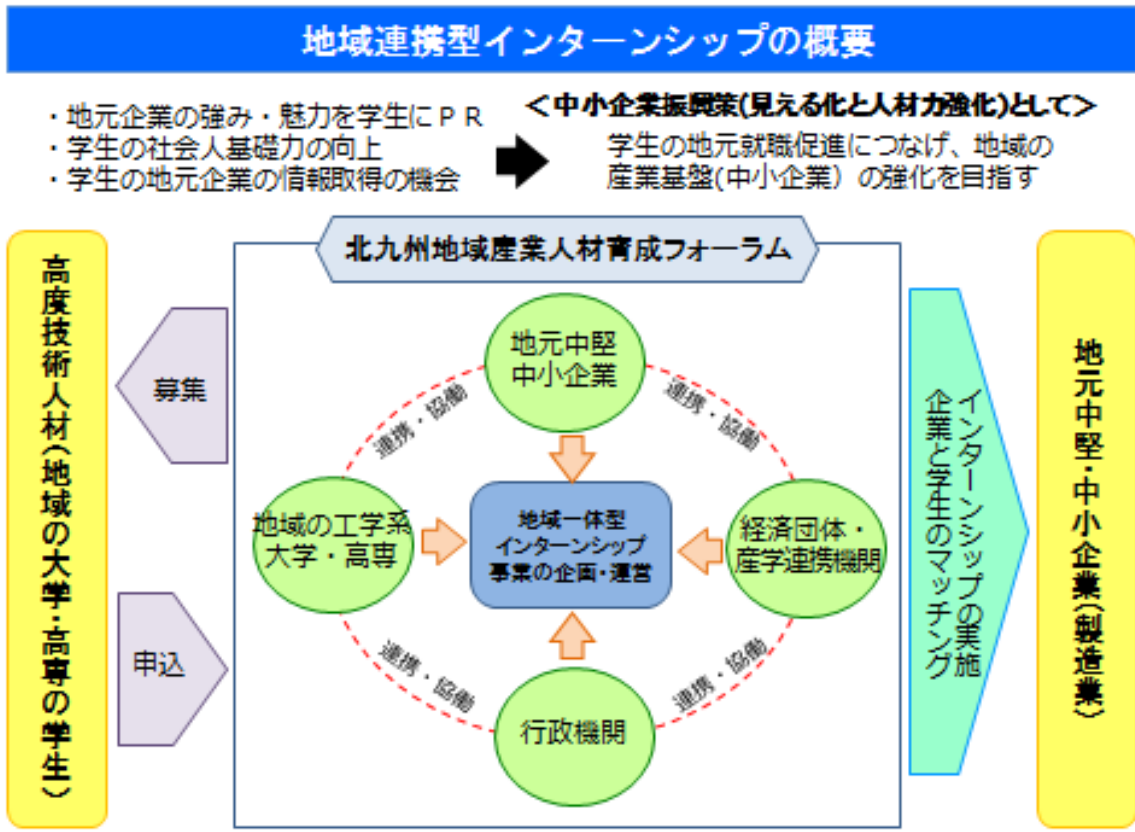 地域連携型インターンシップの概要
・地元企業の強み・魅力を学生にＰＲ
・学生の社会人基礎力の向上
・学生の地元企業の情報取得の機会
＜中小企業振興策(見える化と人材力強化)として＞
学生の地元就職促進につなげ、地域の
産業基盤(中小企業）の強化を目指す
高度技術人材(地域の大学・高専の学生)
募集
申込
北九州地域産業人材育成フォーラム
地元中堅
中小企業
連携・協働
連携・協働
地域の工学系
大学・高専
地域一体型
インターンシップ
事業の企画・運営
経済団体・
産学連携機関
連携・協働
連携・協働
行政機関
インターンシップの実施
企業と学生のマッチング
地元中堅・中小企業(製造業)